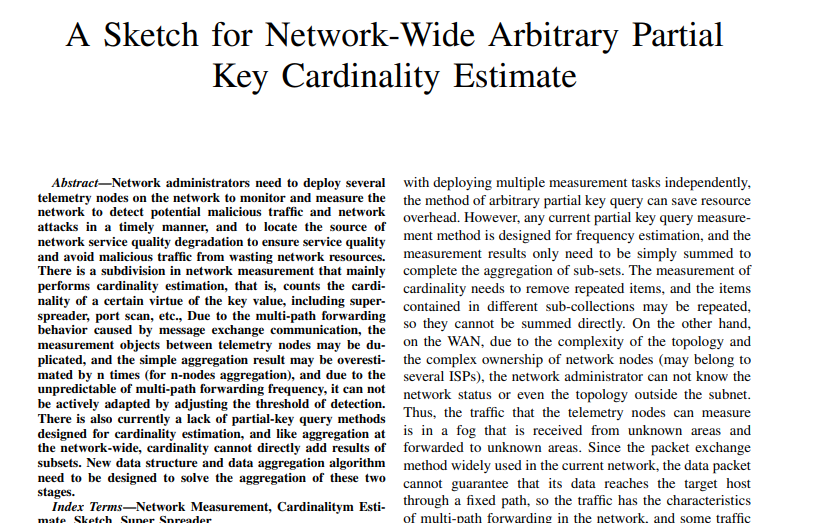 A Sketch for Network-Wide Arbitrary Partial
Key Cardinality Estimate
Abstract—Network administrators need to deploy several
telemetry nodes on the network to monitor and measure the
network to detect potential malicious traffic and network
attacks in a timely manner, and to locate the source of
network service quality degradation to ensure service quality
and avoid malicious traffic from wasting network resources.
There is a subdivision in network measurement that mainly
performs cardinality estimation, that is, counts the cardi-
nality of a certain virtue of the key value, including super-
spreader, port scan, etc., Due to the multi-path forwarding
behavior caused by message exchange communication, the
measurement objects between telemetry nodes may be du-
plicated, and the simple aggregation result may be overesti-
mated by n times (for n-nodes aggregation), and due to the
unpredictable of multi-path forwarding frequency, it can not
be actively adapted by adjusting the threshold of detection.
There is also currently a lack of partial-key query methods
designed for cardinality estimation, and like aggregation at
the network-wide, cardinality cannot directly add results of
subsets. New data structure and data aggregation algorithm
need to be designed to solve the aggregation of these two
stages.
Index Terms—Network Measurement, Cardinalitym Esti-
mate, Sketch, Super Spreader
with deploying multiple measurement tasks independently,
the method of arbitrary partial key query can save resource
overhead. However, any current partial key query measure-
ment method is designed for frequency estimation, and the
measurement results only need to be simply summed to
complete the aggregation of sub-sets. The measurement of
cardinality needs to remove repeated items, and the items
contained in different sub-collections may be repeated,
so they cannot be summed directly. On the other hand,
on the WAN, due to the complexity of the topology and
the complex ownership of network nodes (may belong to
several ISPs), the network administrator can not know the
network status or even the topology outside the subnet.
Thus, the traffic that the telemetry nodes can measure
is in a fog that is received from unknown areas and
forwarded to unknown areas. Since the packet exchange
method widely used in the current network, the data packet
cannot guarantee that its data reaches the target host
through a fixed path, so the traffic has the characteristics
of multi-path forwarding in the network, and some traffic